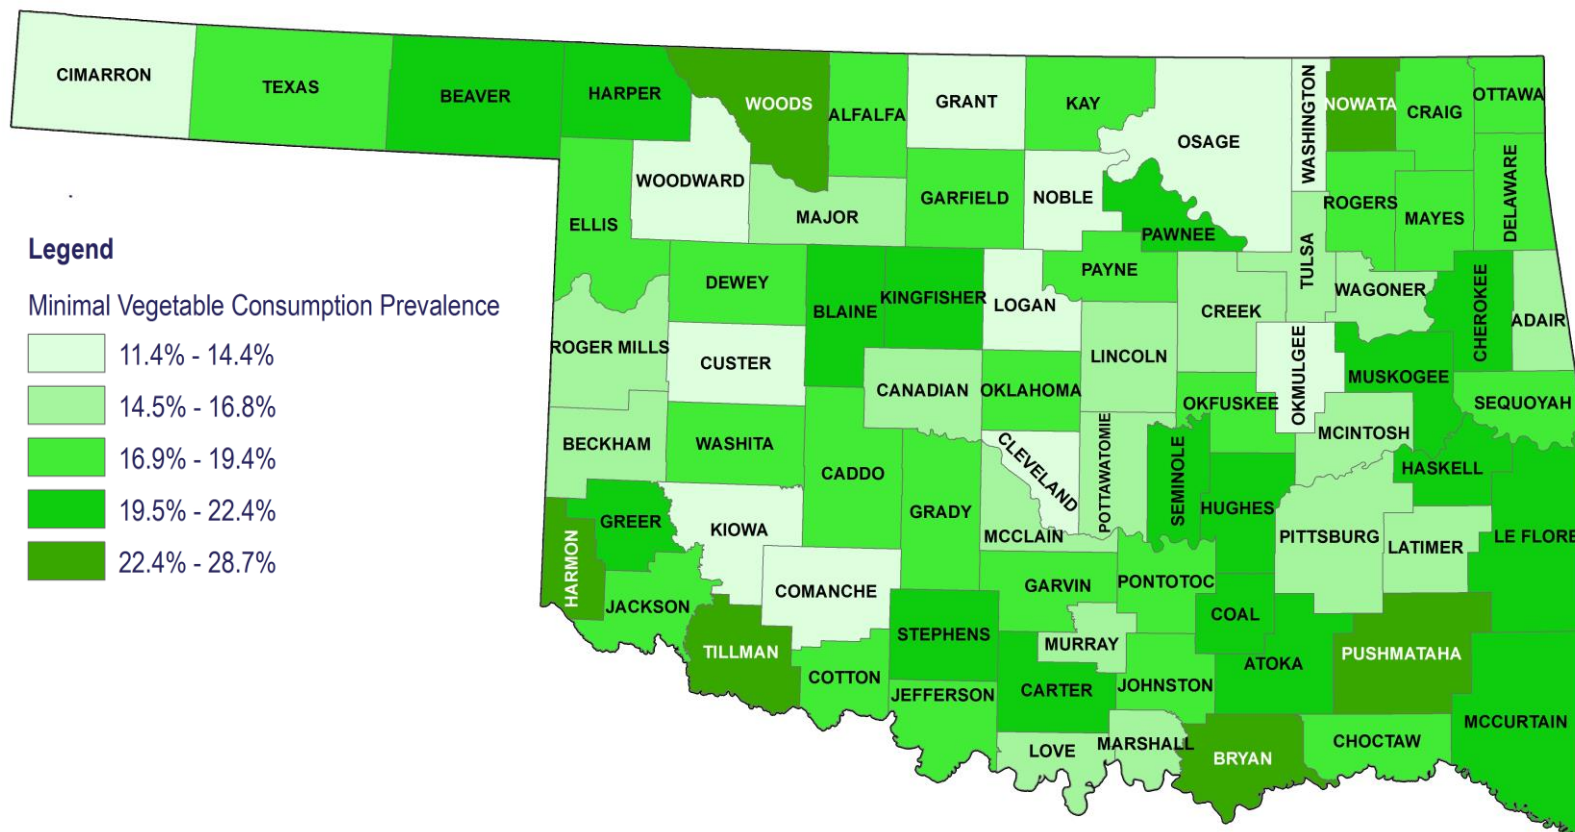 CIMARRON
TEXAS
BEAVER
HARPER
WOODS
ALFALFA
GRANT
KAY
OSAGE
WASHINGTON
NOWATA
CRAIG
OTTAWA
WOODWARD
ELLIS
MAJOR
GARFIELD
NOBLE
PAWNEE
ROGERS
MAYES
DELAWARE
TULSA
Legend
Minimal Vegetable Consumption Prevalence
11.4% - 14.4%
14.5% - 16.8%
16.9% - 19.4%
19.5% - 22.4%
22.4% - 28.7%
DEWEY
BLAINE
KINGFISHER
LOGAN
PAYNE
CREEK
WAGONER
CHEROKEE
ADAIR
ROGER MILLS
CUSTER
CANADIAN
OKLAHOMA
LINCOLN
OKFUSKEE
OKMULGEE
MUSKOGEE
SEQUOYAH
BECKHAM
WASHITA
CADDO
GRADY
CLEVELAND
POTTAWATOMIE
SEMINOLE
HUGHES
MCINTOSH
HASKELL
GREER
KIOWA
MCCLAIN
PITTSBURG
LATIMER
LE FLORE
HARMON
JACKSON
COMANCHE
GARVIN
PONTOTOC
COAL
TILLMAN
COTTON
STEPHENS
MURRAY
ATOKA
PUSHMATAHA
JEFFERSON
CARTER
JOHNSTON
MCCURTAIN
LOVE
MARSHALL
BRYAN
CHOCTAW